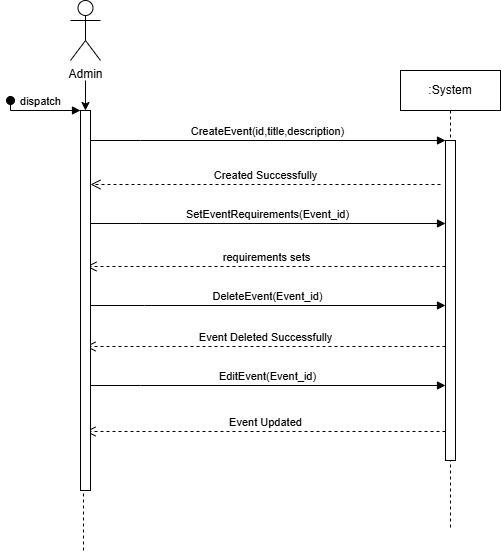 Admin
dispatch
:System
CreateEvent(id,title,description)
Created Successfully
SetEventRequirements(Event_id)
requirements sets
DeleteEvent(Event_id)
Event Deleted Successfully
EditEvent(Event_id)
Event Updated